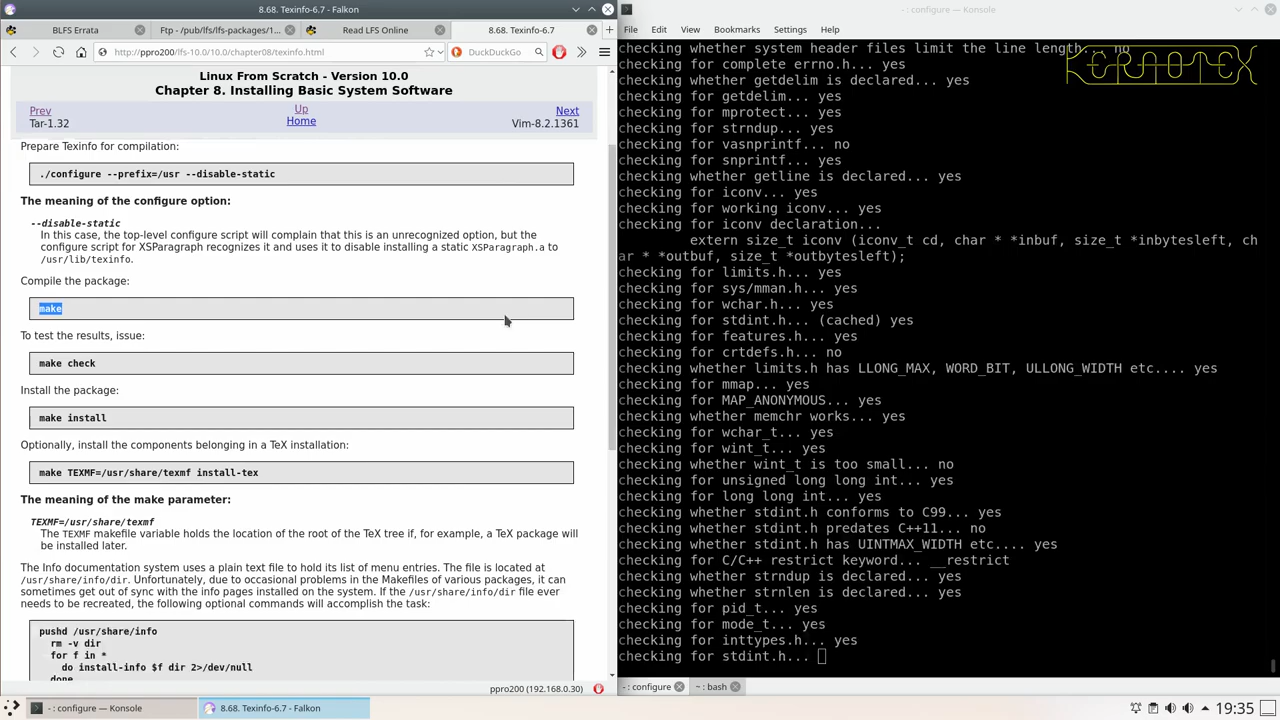 8.68. Texinfo-6.7 - Falkon
BLFS Errata
Ftp - /pub/lfs/lfs-packages/1...
Read LFS Online
8.68. Texinfo-6.7
http://ppro200/lfs-10.0/10.0/chapter08/texinfo.html
DuckDuckGo
Linux From Scratch - Version 10.0
Chapter 8. Installing Basic System Software
Prev
Up
Next
Tar-1.32
Home
Vim-8.2.1361
Prepare Texinfo for compilation:
./configure --prefix=/usr --disable-static
The meaning of the configure option:
--disable-static
In this case, the top-level configure script will complain that this is an unrecognized option, but the
configure script for XSParagraph recognizes it and uses it to disable installing a static XSParagraph.a to
/usr/lib/texinfo.
Compile the package:
make
To test the results, issue:
make check
Install the package:
make install
Optionally, install the components belonging in a TeX installation:
make TEXMF=/usr/share/texmf install-tex
The meaning of the make parameter:
TEXMF=/usr/share/texmf
The TEXMF makefile variable holds the location of the root of the TeX tree if, for example, a TeX package will
be installed later.
The Info documentation system uses a plain text file to hold its list of menu entries. The file is located at
/usr/share/info/dir. Unfortunately, due to occasional problems in the Makefiles of various packages, it can
sometimes get out of sync with the info pages installed on the system. If the /usr/share/info/dir file ever
needs to be recreated, the following optional commands will accomplish the task:
pushd /usr/share/info
rm -v dir
for f in *
do install-info $f dir 2>/dev/null
done
ppro200 (192.168.0.30)
- : configure — Konsole
File Edit View Bookmarks Settings Help
KERNOTEX
checking whether system header files limit the line length... no
checking for complete errno.h... yes
checking whether getdelim is declared... yes
checking for getdelim... yes
checking for mprotect... yes
checking for strndup... yes
checking for vasnprintf... no
checking for snprintf... yes
checking whether getline is declared... yes
checking for iconv... yes
checking for working iconv... yes
checking for iconv declaration...
extern size_t iconv (iconv_t cd, char * *inbuf, size_t *inbytesleft, ch
ar * *outbuf, size_t *outbytesleft);
checking for limits.h... yes
checking for sys/mman.h... yes
checking for wchar.h... yes
checking for stdint.h... (cached) yes
checking for features.h... yes
checking for crtdefs.h... no
checking whether limits.h has LLONG_MAX, WORD_BIT, ULLONG_WIDTH etc.... yes
checking for mmap... yes
checking for MAP_ANONYMOUS... yes
checking whether memchr works... yes
checking for wchar_t... yes
checking for wint_t... yes
checking whether wint_t is too small... no
checking for unsigned long long int... yes
checking for long long int... yes
checking whether stdint.h conforms to C99... yes
checking whether stdint.h predates C++11... no
checking whether stdint.h has UINTMAX_WIDTH etc.... yes
checking for C/C++ restrict keyword... __restrict
checking whether strndup is declared... yes
checking whether strnlen is declared... yes
checking for pid_t... yes
checking for mode_t... yes
checking for inttypes.h... yes
checking for stdint.h...
- : configure
~ : bash
- : configure — Konsole
8.68. Texinfo-6.7 - Falkon
19:35